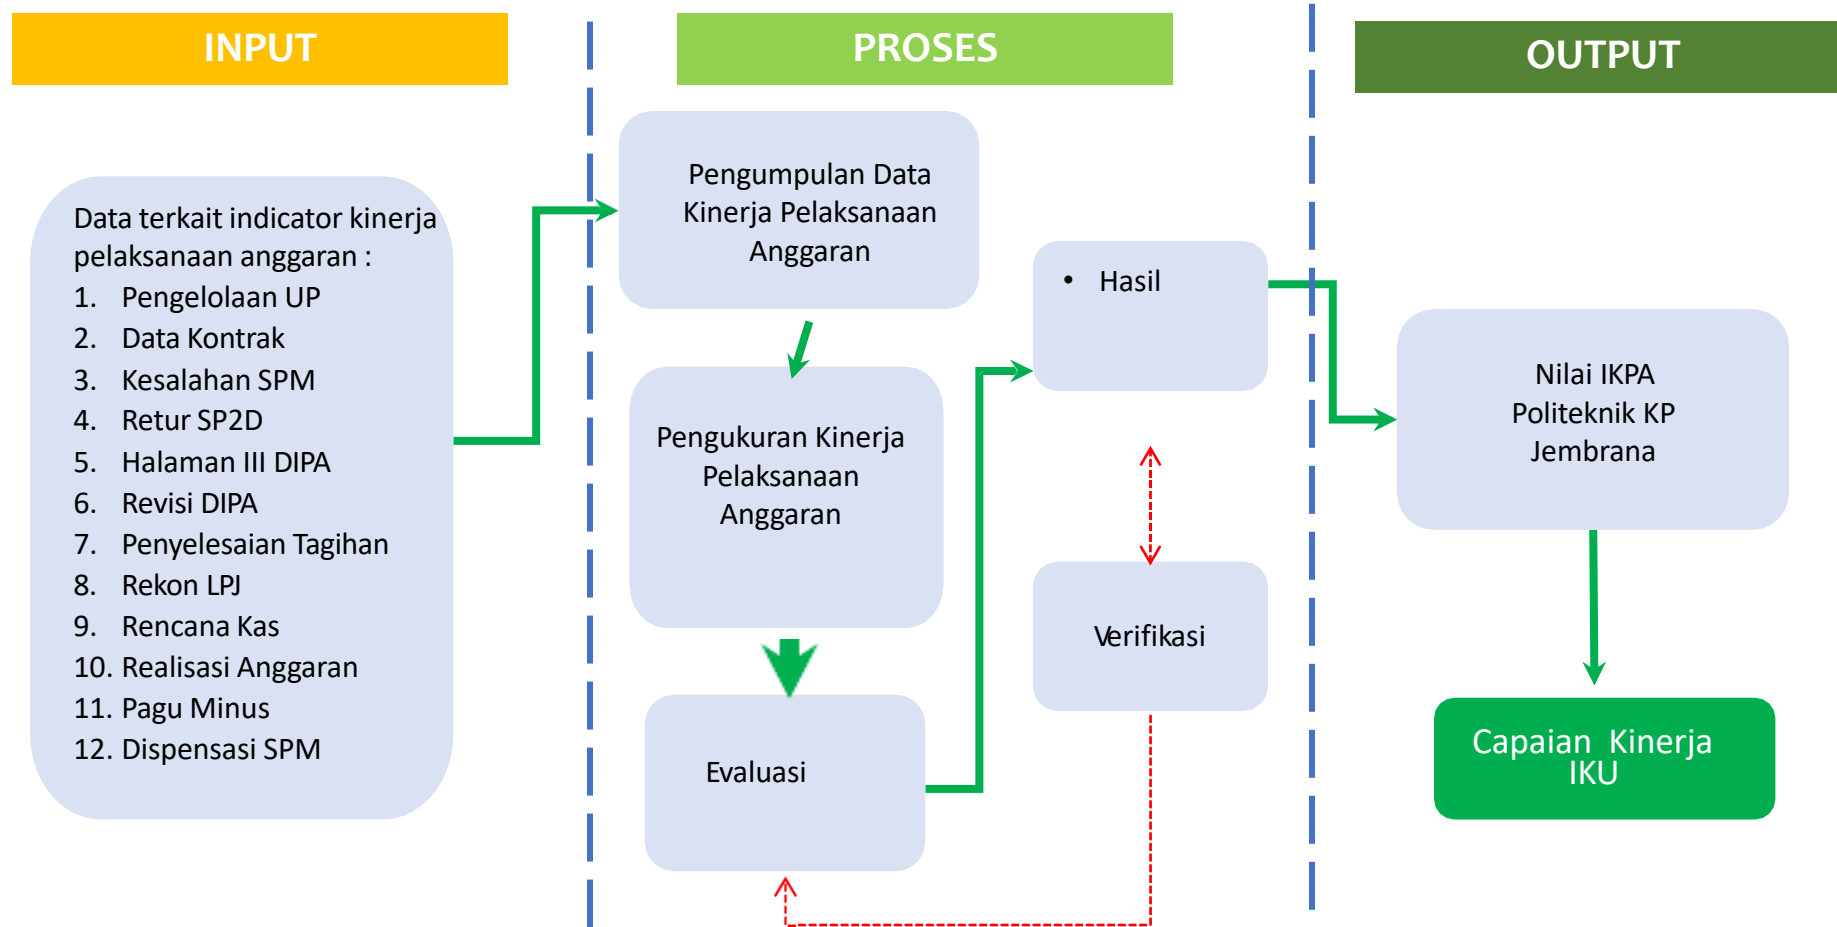 INPUT
PROSES
OUTPUT
Data terkait indicator kinerja
pelaksanaan anggaran :
1. Pengelolaan UP
2. Data Kontrak
3. Kesalahan SPM
4. Retur SP2D
5. Halaman III DIPA
6. Revisi DIPA
7. Penyelesaian Tagihan
8. Rekon LPJ
9. Rencana Kas
10. Realisasi Anggaran
11. Pagu Minus
12. Dispensasi SPM
Pengumpulan Data
Kinerja Pelaksanaan
Anggaran
Pengukuran Kinerja
Pelaksanaan
Anggaran
Evaluasi
• Hasil
Verifikasi
Nilai IKPA
Politeknik KP
Jembrana
Capaian Kinerja
IKU